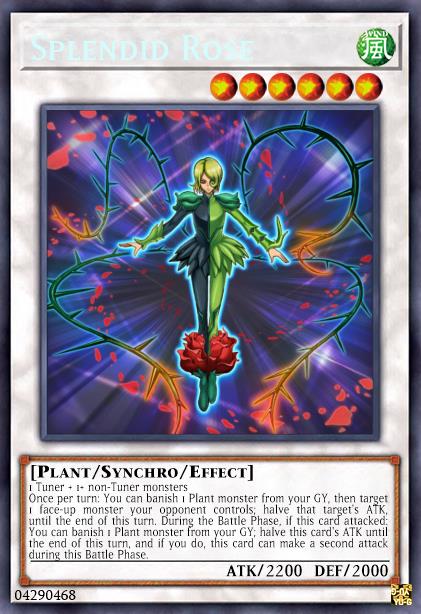 Splendid Rose
WIND
風
[Plant/Synchro/Effect]
1 Tuner + 1+ non-Tuner monsters
Once per turn: You can banish 1 Plant monster from your GY, then target
1 face-up monster your opponent controls; halve that target's ATK,
until the end of this turn. During the Battle Phase, if this card attacked:
You can banish 1 Plant monster from your GY; halve this card's ATK until
the end of this turn, and if you do, this card can make a second attack
during this Battle Phase.
ATK/2200 DEF/2000
04290468